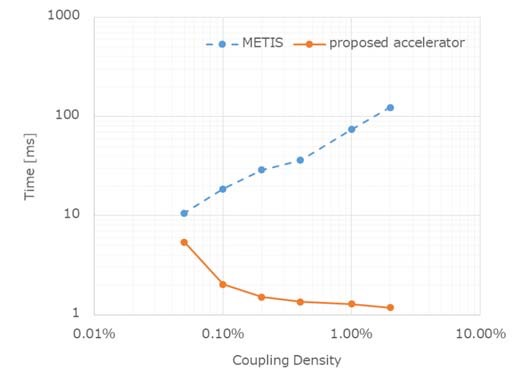 1000
METIS
proposed accelerator
100
Time [ms]
10
1
0.01%
0.10%
1.00%
10.00%
Coupling Density